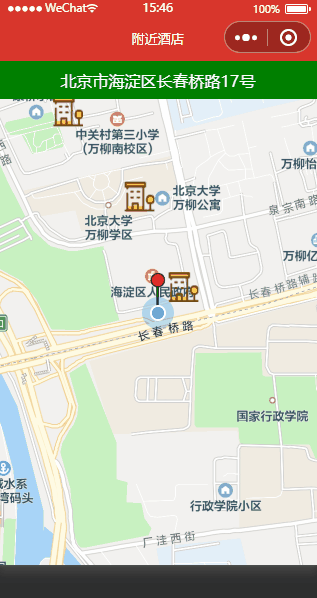 WeChat
15:46
100%
附近酒店
北京市海淀区长春桥路17号
中关村第三小学
(万柳南校区)
万柳怡
路
北京大学
万柳公寓
泉宗南路
北京大学
万柳学区
万柳亿
海淀区人民政府
长春桥路辅路
长春桥路
国家行政学院
城水系
湾码头
行政学院小区
厂洼西街